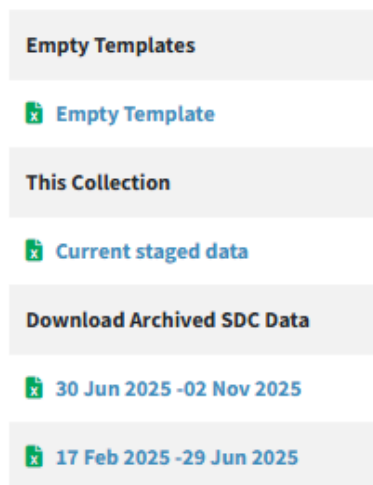 Empty Templates
Empty Template
This Collection
Current staged data
Download Archived SDC Data
30 Jun 2025 -02 Nov 2025
17 Feb 2025 -29 Jun 2025